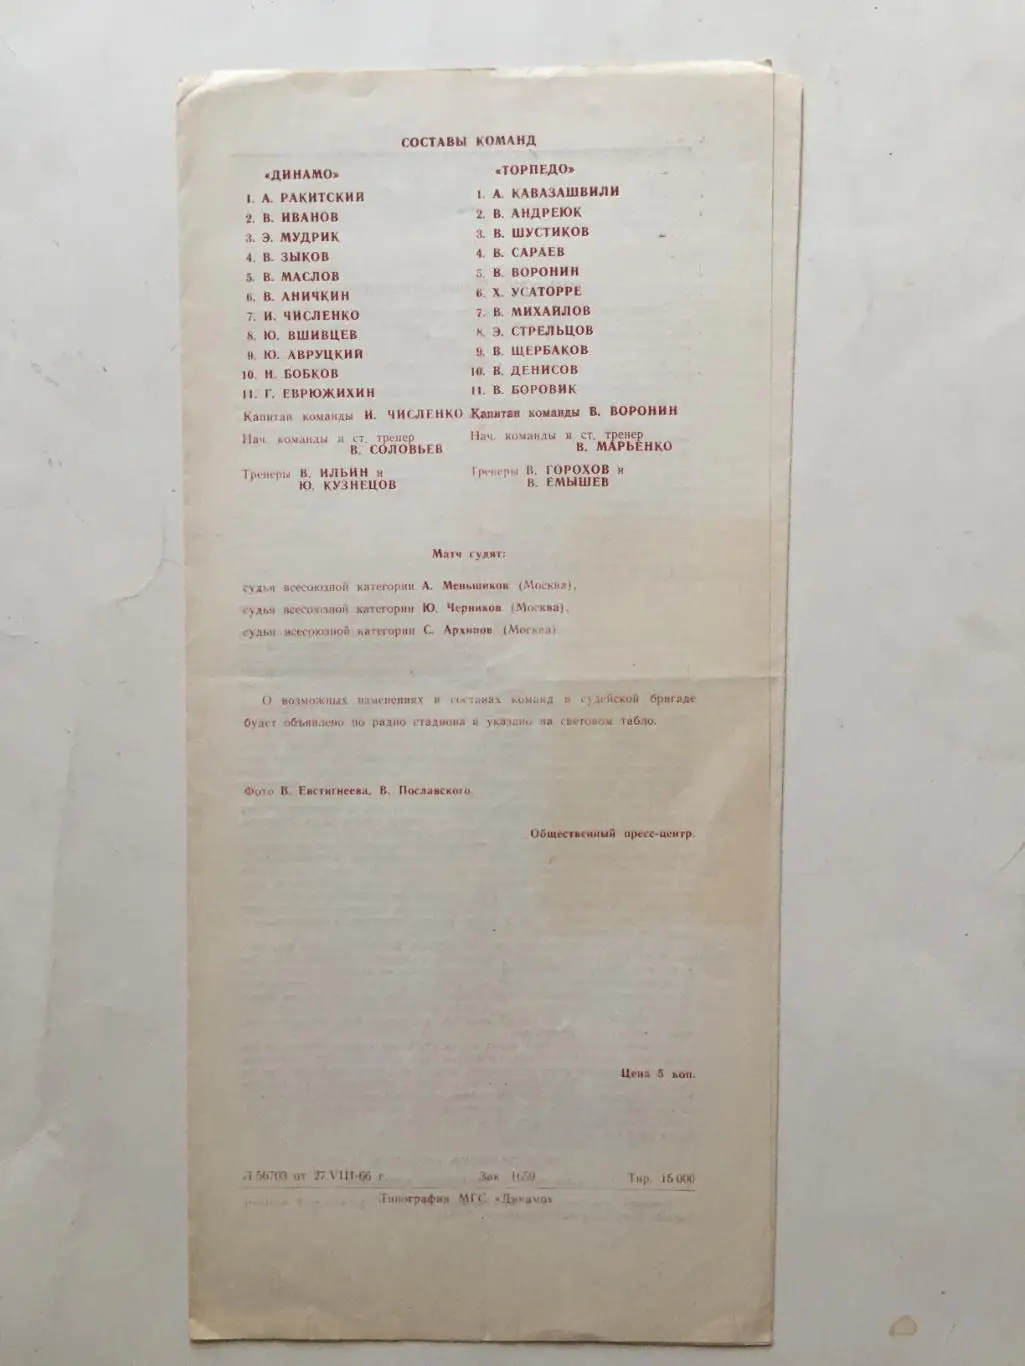 СОСТАВЫ КОМАНД
«ДИНАМО»
1. А. РАКИТСКИЙ
2. В. ИВАНОВ
3. Э. МУДРИК
4. В. ЗЫКОВ
5. В. МАСЛОВ
6. В. АНИЧКИН
7. И. ЧИСЛЕНКО
8. Ю. ВШИВЦЕВ
9. Ю. АВРУЦКИЙ
10. Н. БОБКОВ
11. Г. ЕВРЮЖИХИН
Капитан команды И. ЧИСЛЕНКО
Нач. команды и ст. тренер
В. СОЛОВЬЕВ
Тренеры В. ИЛЬИН и
Ю. КУЗНЕЦОВ
«ТОРПЕДО»
1. А. КАВАЗАШВИЛИ
2. В. АНДРЕЮК
3. В. ШУСТИКОВ
4. В. САРАЕВ
5. В. ВОРОНИН
6. Х. УСАТОРРЕ
7. В. МИХАЙЛОВ
8. Э. СТРЕЛЬЦОВ
9. В. ЩЕРБАКОВ
10. В. ДЕНИСОВ
11. В. БОРОВИК
Капитан команды В. ВОРОНИН
Нач. команды и ст. тренер
В. МАРЬЕНКО
Тренеры В. ГОРОХОВ и
В. ЕМЫШЕВ
Матч судят:
судья всесоюзной категории А. Меньшиков (Москва),
судья всесоюзной категории Ю. Черников (Москва),
судья всесоюзной категории С. Архипов (Москва).
О возможных изменениях в составах команд и судейской бригаде
будет объявлено по радио стадиона и указано на световом табло.
Фото В. Евстигнеева, В. Пославского.
Общественный пресс-центр.
Цена 5 коп.
Л 56703 от 27/VIII-66 г. Зак. Тир. 15 000
Типография МГС «Динамо»